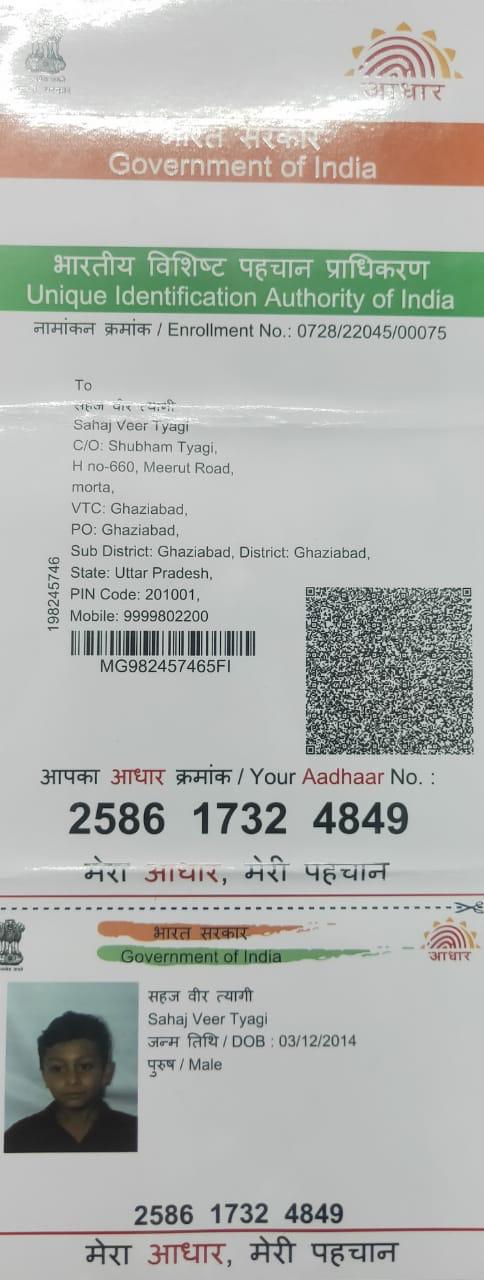 आधार
भारत सरकार
Government of India
भारतीय विशिष्ट पहचान प्राधिकरण
Unique Identification Authority of India
नामांकन क्रमांक / Enrollment No.: 0728/22045/00075
To
सहज वीर त्यागी
Sahaj Veer Tyagi
C/O: Shubham Tyagi,
H no-660, Meerut Road,
morta,
VTC: Ghaziabad,
PO: Ghaziabad,
Sub District: Ghaziabad, District: Ghaziabad,
State: Uttar Pradesh,
PIN Code: 201001,
Mobile: 9999802200
198245746
MG982457465FI
आपका आधार क्रमांक / Your Aadhaar No. :
2586 1732 4849
मेरा आधार, मेरी पहचान
भारत सरकार
Government of India
आधार
सहज वीर त्यागी
Sahaj Veer Tyagi
जन्म तिथि / DOB : 03/12/2014
पुरुष / Male
2586 1732 4849
मेरा आधार, मेरी पहचान